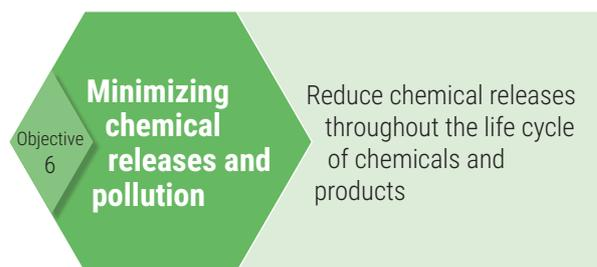 Objective
6
Minimizing
chemical
releases and
pollution
Reduce chemical releases
throughout the life cycle
of chemicals and
products